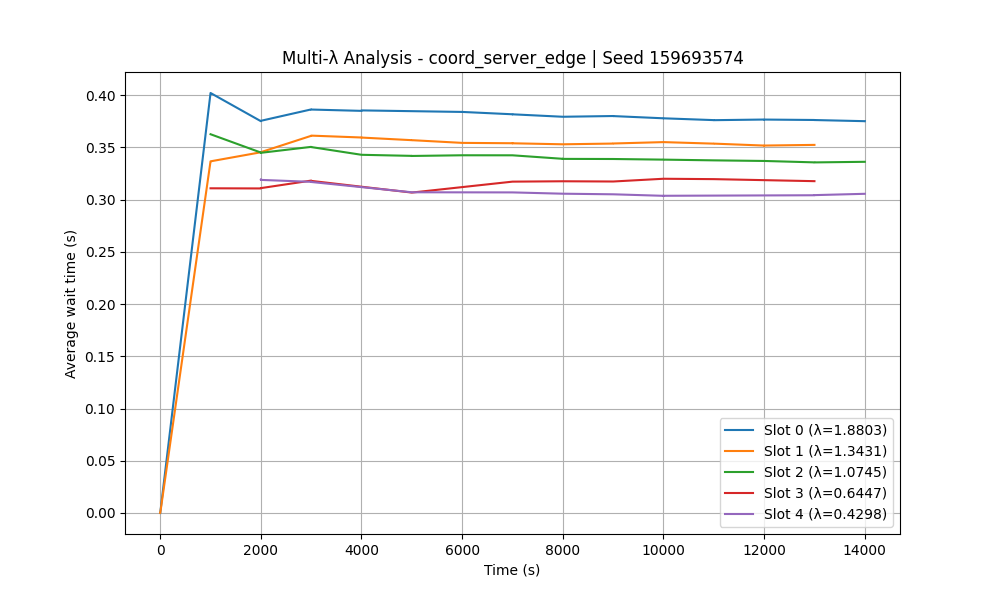 Multi-λ Analysis - coord_server_edge | Seed 159693574
Average wait time (s)
0.40
0.35
0.30
0.25
0.20
0.15
0.10
0.05
0.00
Slot 0 (λ=1.8803)
Slot 1 (λ=1.3431)
Slot 2 (λ=1.0745)
Slot 3 (λ=0.6447)
Slot 4 (λ=0.4298)
0 2000 4000 6000 8000 10000 12000 14000
Time (s)